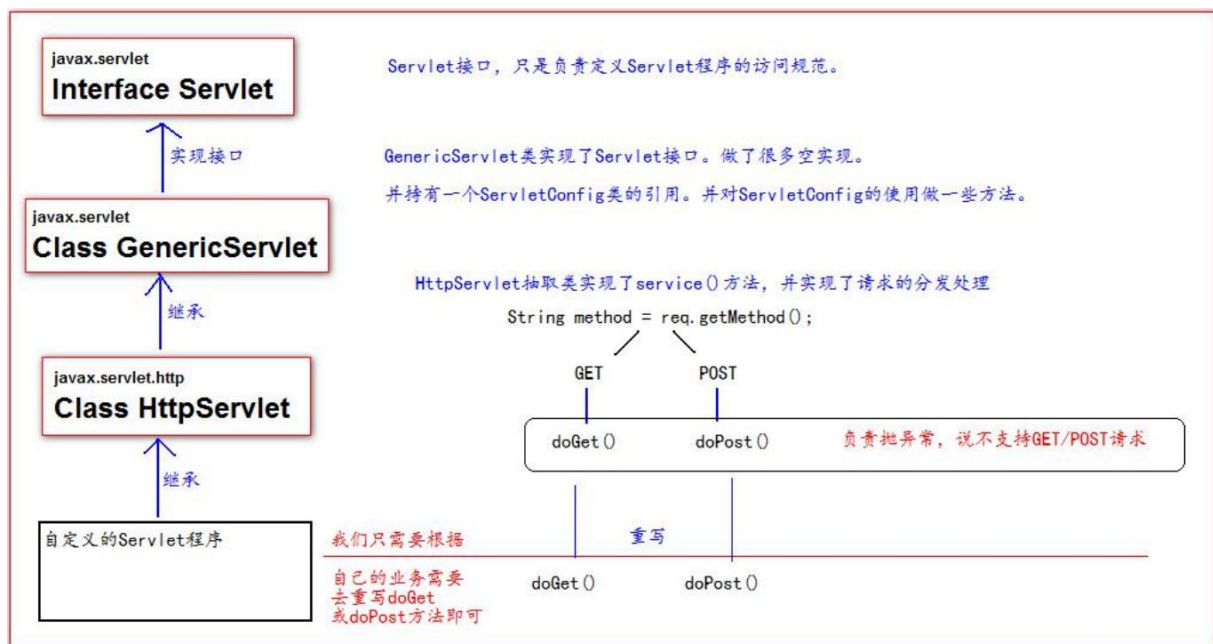 javax.servlet
Interface Servlet
Servlet接口，只是负责定义Servlet程序的访问规范。
实现接口
GenericServlet类实现了Servlet接口。做了很多空实现。
并持有一个ServletConfig类的引用。并对ServletConfig的使用做一些方法。
javax.servlet
Class GenericServlet
继承
HttpServlet抽取类实现了service()方法，并实现了请求的分发处理
String method = req.getMethod();
GET
POST
javax.servlet.http
Class HttpServlet
doGet()
doPost()
负责抛异常，说不支持GET/POST请求
继承
自定义的Servlet程序
我们只需要根据
重写
自己的业务需要
去重写doGet
或doPost方法即可
doGet()
doPost()